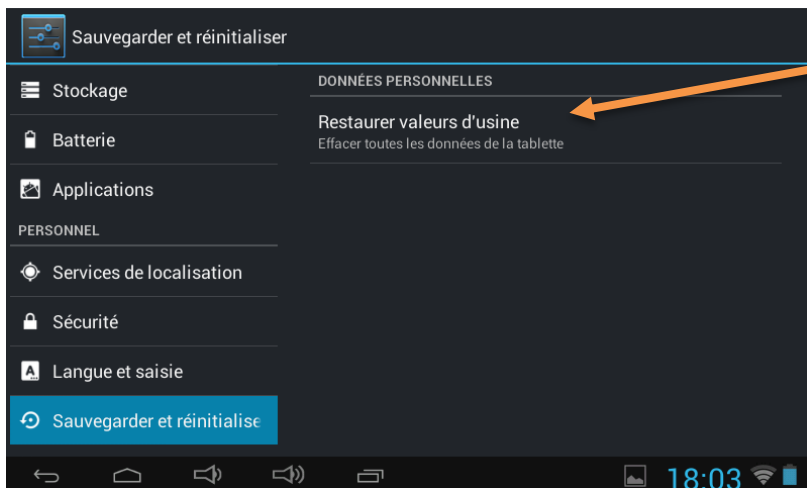 Sauvegarder et réinitialiser
Stockage
Batterie
Applications
PERSONNEL
Services de localisation
Sécurité
Langue et saisie
Sauvegarder et réinitialise
DONNÉES PERSONNELLES
Restaurer valeurs d'usine
Effacer toutes les données de la tablette
18:03